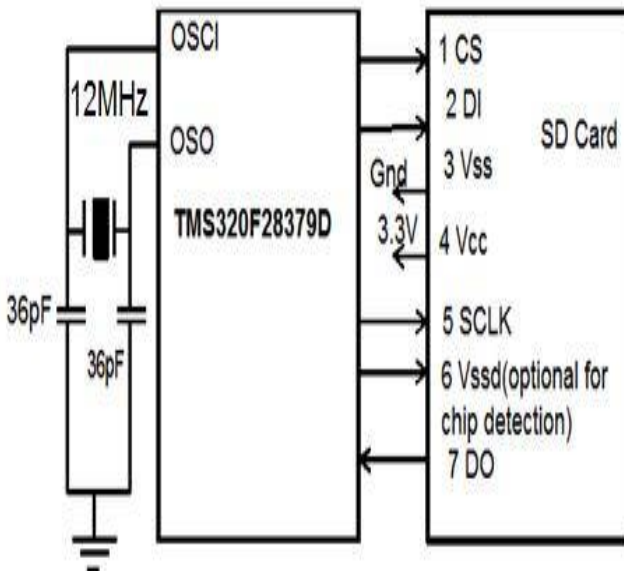 OSCI
12MHz
OSO
TMS320F28379D
36pF
36pF
1 CS
2 DI
SD Card
Gnd
3 Vss
3.3V
4 Vcc
5 SCLK
6 Vssd(optional for
chip detection)
7 DO